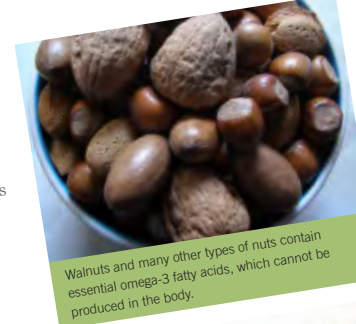 s
Walnuts and many other types of nuts contain
essential omega-3 fatty acids, which cannot be
produced in the body.